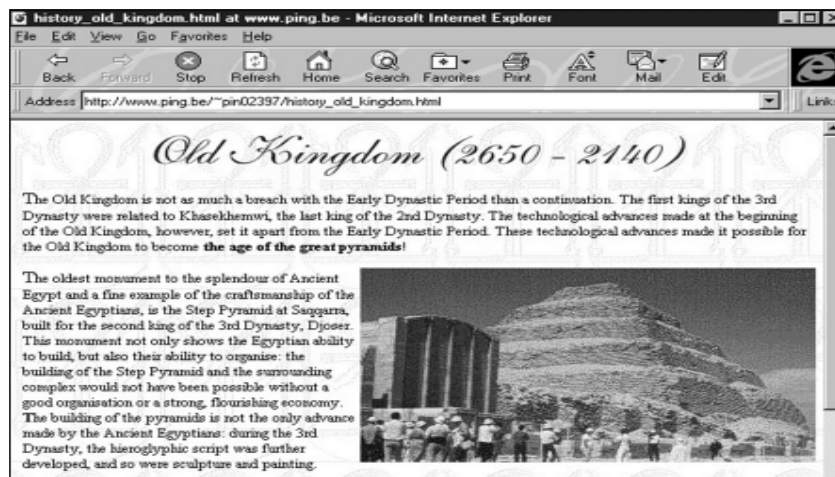 history_old_kingdom.html at www.ping.be - Microsoft Internet Explorer
File Edit View Go Favorites Help
Back Forward Stop Refresh Home Search Favorites Print Font Mail Edit
Address http://www.ping.be/~pin02397/history_old_kingdom.html Links
Old Kingdom (2650 - 2140)
The Old Kingdom is not as much a breach with the Early Dynastic Period than a continuation. The first kings of the 3rd
Dynasty were related to Khasekhemwi, the last king of the 2nd Dynasty. The technological advances made at the beginning
of the Old Kingdom, however, set it apart from the Early Dynastic Period. These technological advances made it possible for
the Old Kingdom to become the age of the great pyramids!
The oldest monument to the splendour of Ancient
Egypt and a fine example of the craftsmanship of the
Ancient Egyptians, is the Step Pyramid at Saqqarra,
built for the second king of the 3rd Dynasty, Djoser.
This monument not only shows the Egyptian ability
to build, but also their ability to organise: the
building of the Step Pyramid and the surrounding
complex would not have been possible without a
good organisation or a strong, flourishing economy.
The building of the pyramids is not the only advance
made by the Ancient Egyptians: during the 3rd
Dynasty, the hieroglyphic script was further
developed, and so were sculpture and painting.